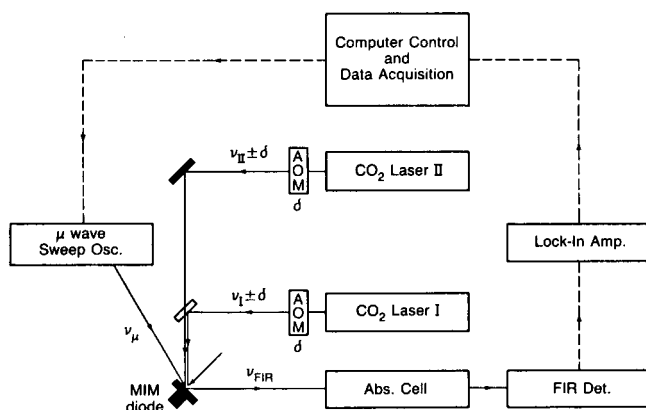 Computer Control
and
Data Acquisition
ν_II ± δ
A
O
M
δ
CO₂ Laser II
μ wave
Sweep Osc.
Lock-In Amp.
ν_I ± δ
A
O
M
δ
CO₂ Laser I
ν_μ
ν_FIR
MIM
diode
Abs. Cell
FIR Det.